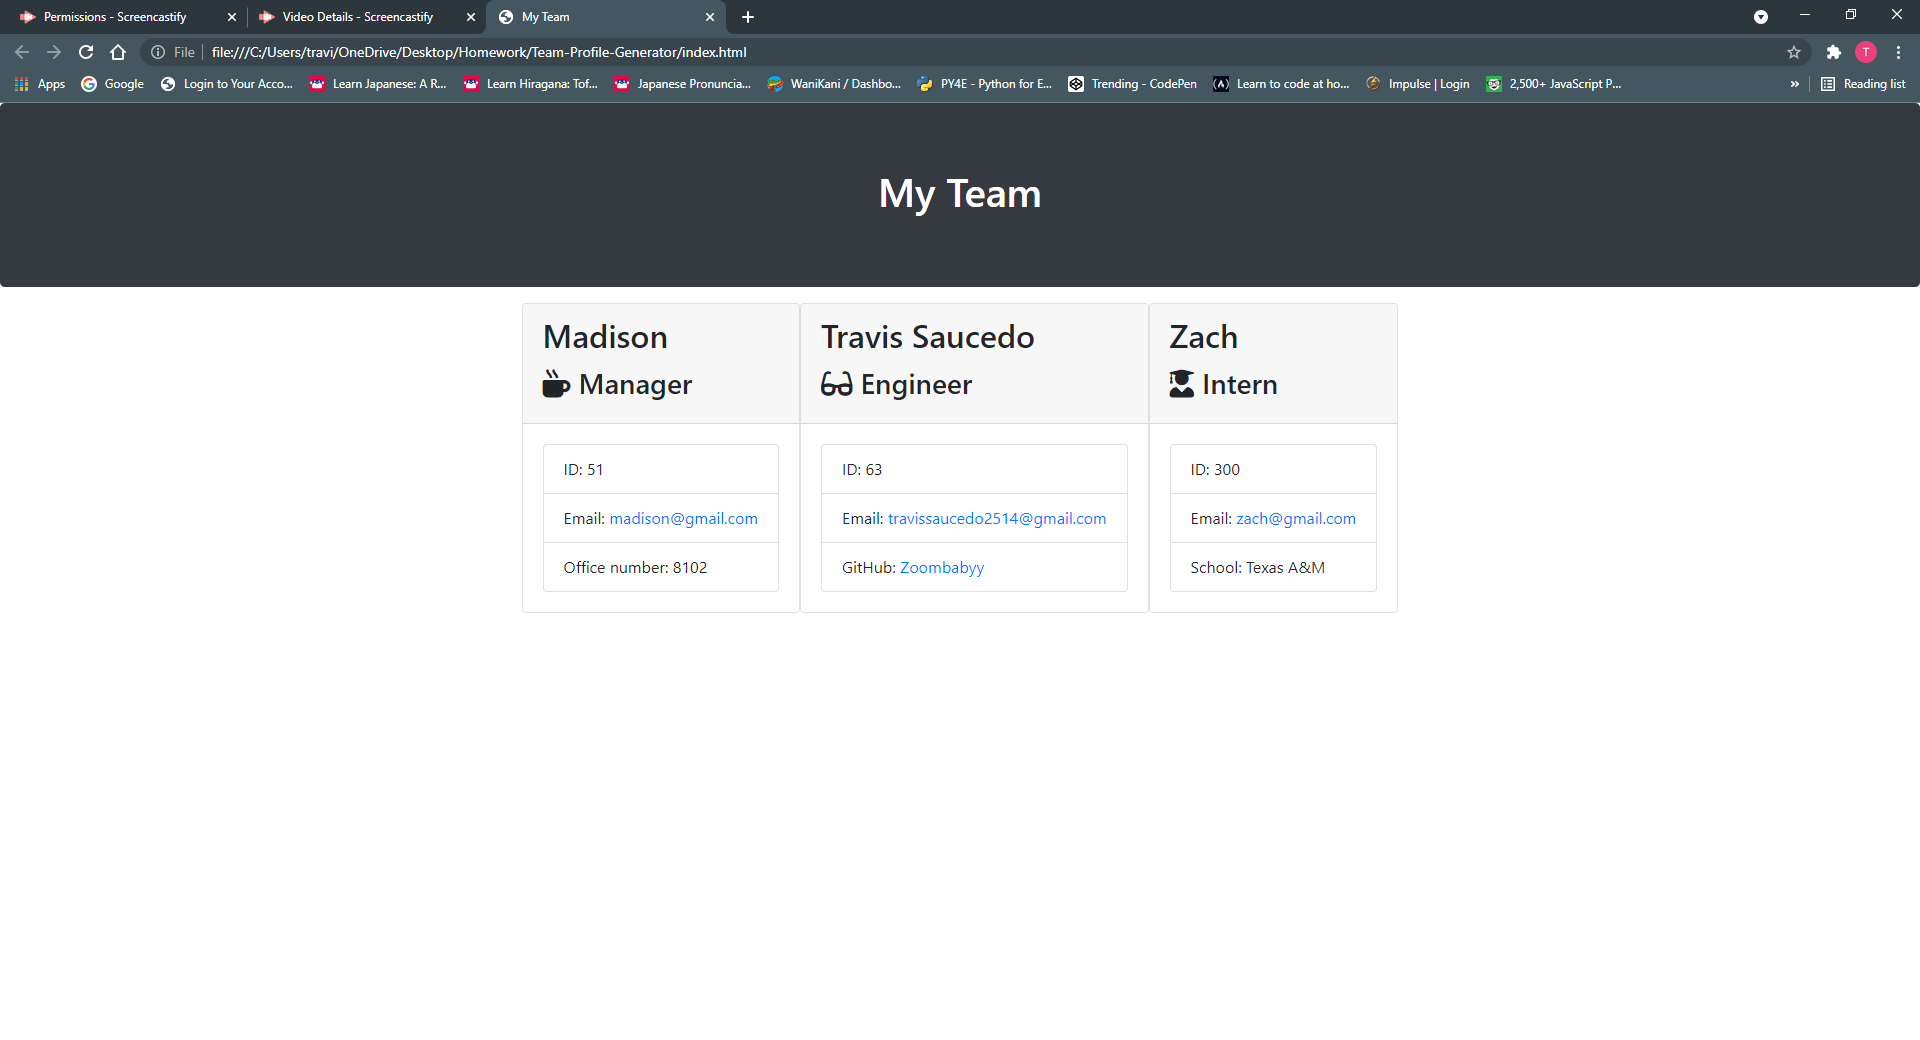 Permissions - Screencastify
Video Details - Screencastify
My Team
File
file:///C:/Users/travi/OneDrive/Desktop/Homework/Team-Profile-Generator/index.html
T
Apps
Google
Login to Your Acco...
Learn Japanese: A R...
Learn Hiragana: Tof...
Japanese Pronuncia...
WaniKani / Dashbo...
PY4E - Python for E...
Trending - CodePen
Learn to code at ho...
Impulse | Login
2,500+ JavaScript P...
»
Reading list
My Team
Madison
Manager
ID: 51
Email: madison@gmail.com
Office number: 8102
Travis Saucedo
Engineer
ID: 63
Email: travissaucedo2514@gmail.com
GitHub: Zoombabyy
Zach
Intern
ID: 300
Email: zach@gmail.com
School: Texas A&M